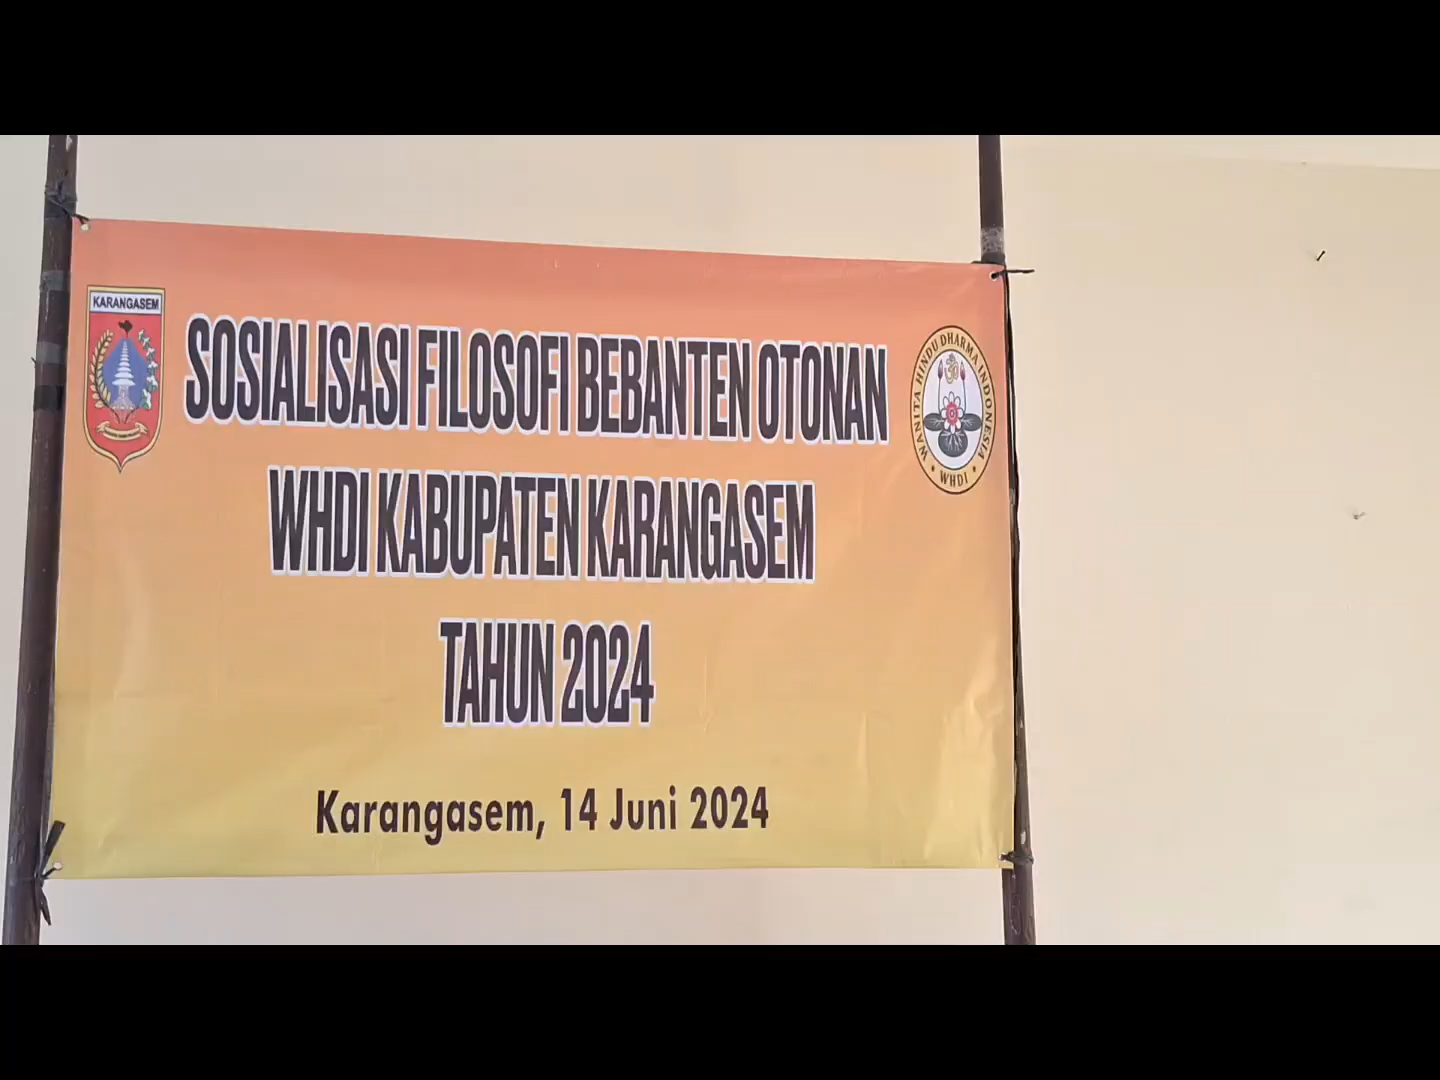 KARANGASEM
SOSIALISASI FILOSOFI BEBANTEN OTONAN
WHDI KABUPATEN KARANGASEM
TAHUN 2024
Karangasem, 14 Juni 2024
WANITA HINDU DHARMA INDONESIA
• WHDI •